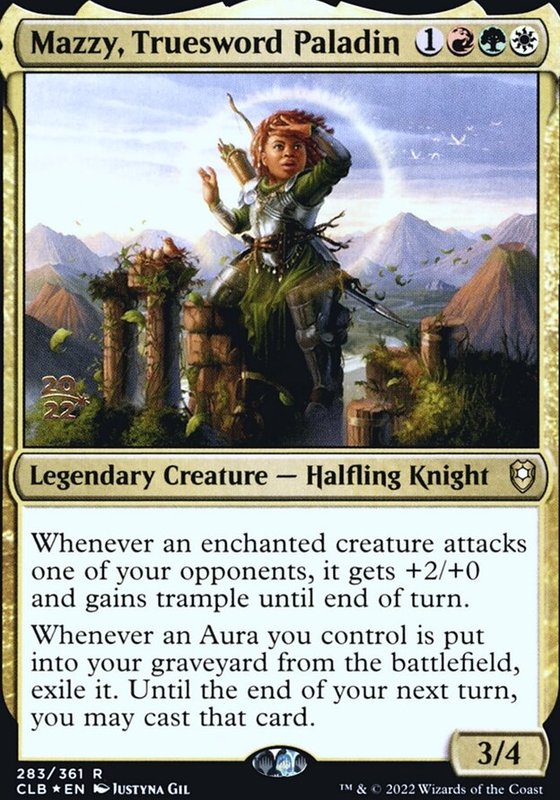 Mazzy, Truesword Paladin 1
20
22
Legendary Creature — Halfling Knight
Whenever an enchanted creature attacks
one of your opponents, it gets +2/+0
and gains trample until end of turn.
Whenever an Aura you control is put
into your graveyard from the battlefield,
exile it. Until the end of your next turn,
you may cast that card.
3/4
283/361 R
CLB ★ EN Justyna Gil
™ & © 2022 Wizards of the Coast